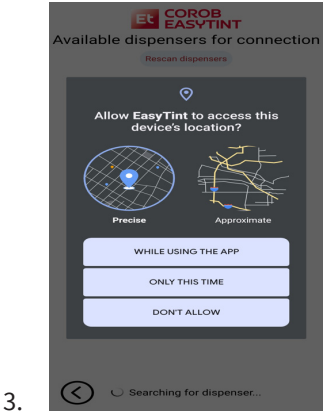 Et COROB
EASYTINT
Available dispensers for connection
Rescan dispensers
Allow EasyTint to access this
device's location?
Precise
Approximate
WHILE USING THE APP
ONLY THIS TIME
DON'T ALLOW
Searching for dispenser...
3.